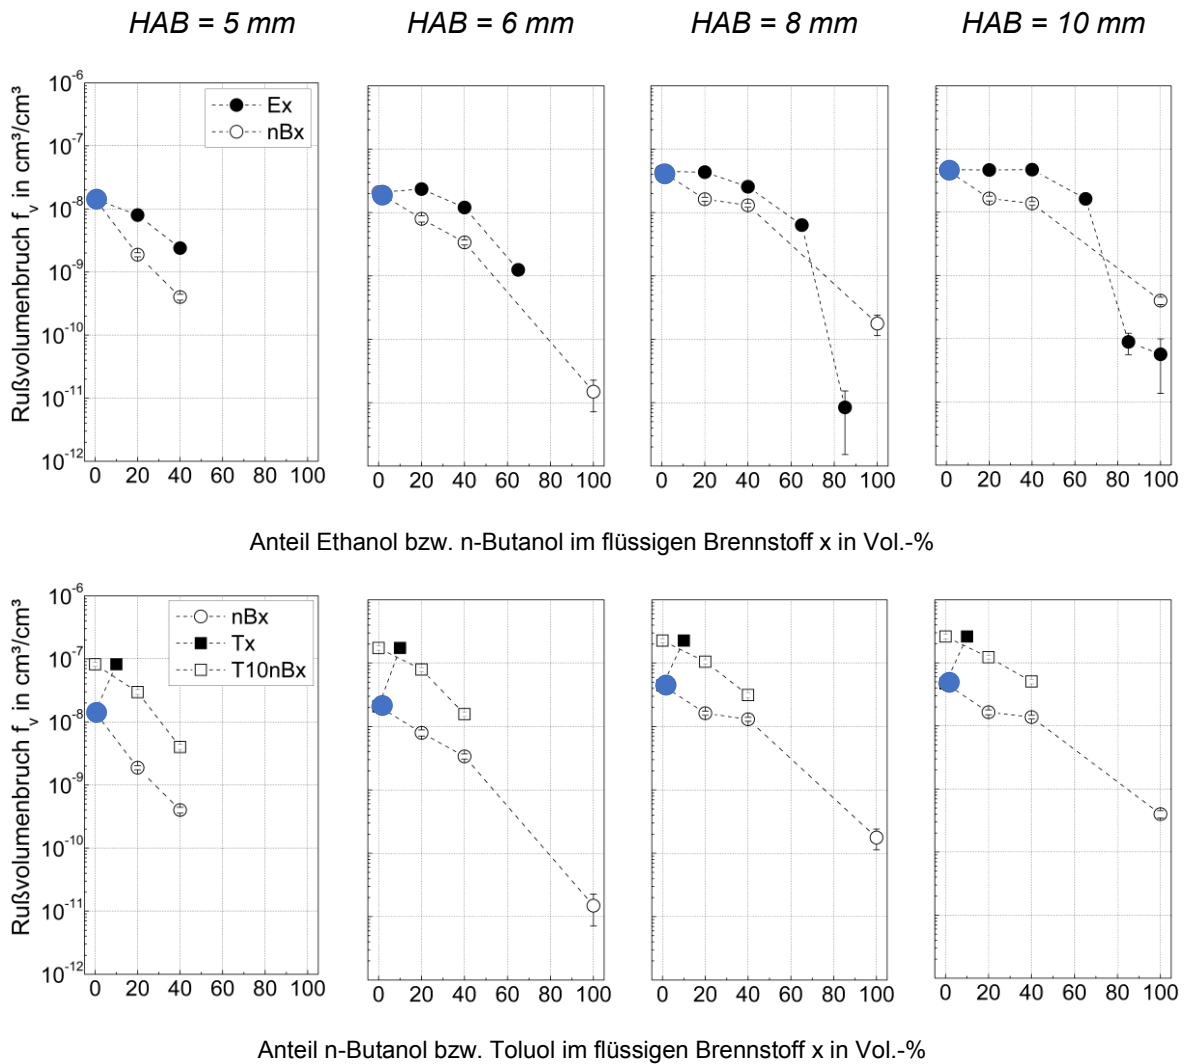 HAB = 5 mm HAB = 6 mm HAB = 8 mm HAB = 10 mm
Rußvolumenbruch f_v in cm³/cm³
10⁻⁶
10⁻⁷
10⁻⁸
10⁻⁹
10⁻¹⁰
10⁻¹¹
10⁻¹²
Ex
nBx
0 20 40 60 80 100 0 20 40 60 80 100 0 20 40 60 80 100 0 20 40 60 80 100
Anteil Ethanol bzw. n-Butanol im flüssigen Brennstoff x in Vol.-%
Rußvolumenbruch f_v in cm³/cm³
10⁻⁶
10⁻⁷
10⁻⁸
10⁻⁹
10⁻¹⁰
10⁻¹¹
10⁻¹²
nBx
Tx
T10nBx
0 20 40 60 80 100 0 20 40 60 80 100 0 20 40 60 80 100 0 20 40 60 80 100
Anteil n-Butanol bzw. Toluol im flüssigen Brennstoff x in Vol.-%